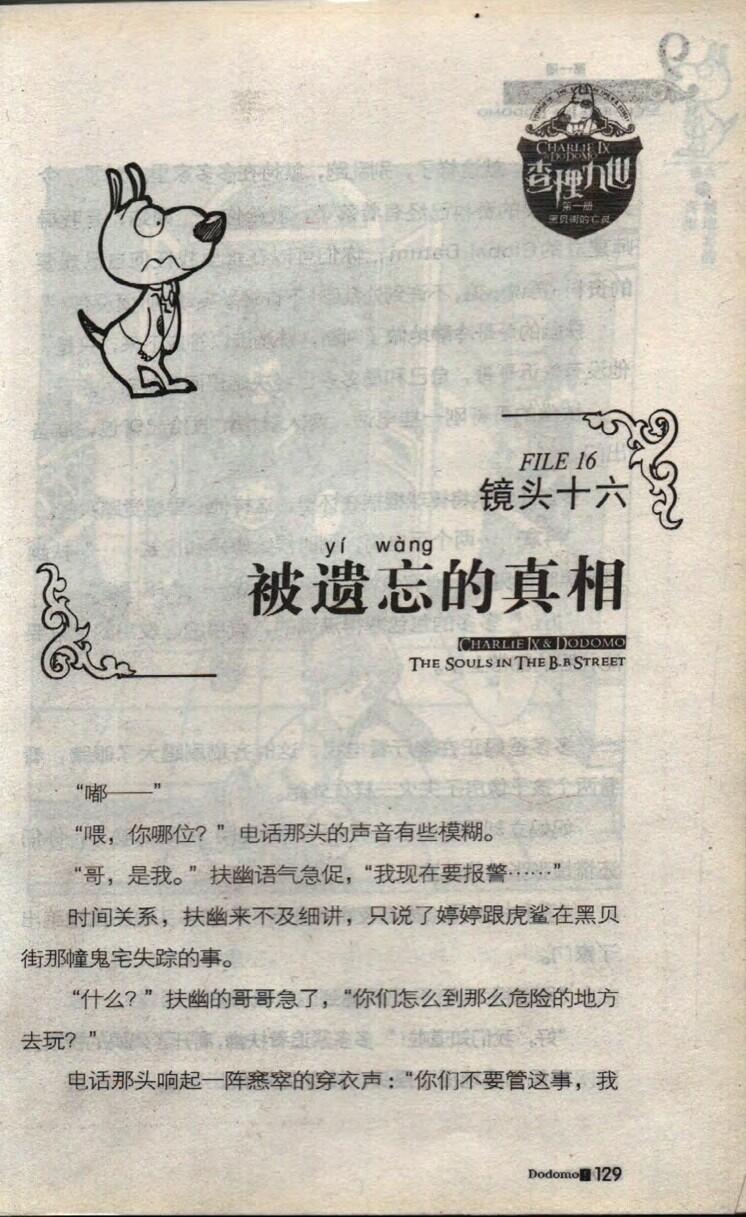 CHARLIE IX
& DODOMO
查理九世
第一册
黑贝街的亡灵
FILE 16
镜头十六
yí wàng
被遗忘的真相
CHARLIE IX & DODOMO
THE SOULS IN THE B.B STREET
“嘟——”
“喂，你哪位？”电话那头的声音有些模糊。
“哥，是我。”扶幽语气急促，“我现在要报警……”
时间关系，扶幽来不及细讲，只说了婷婷跟虎鲨在黑贝
街那幢鬼宅失踪的事。
“什么？”扶幽的哥哥急了，“你们怎么到那么危险的地方
去玩？”
电话那头响起一阵窸窣的穿衣声：“你们不要管这事，我
Dodomo 129